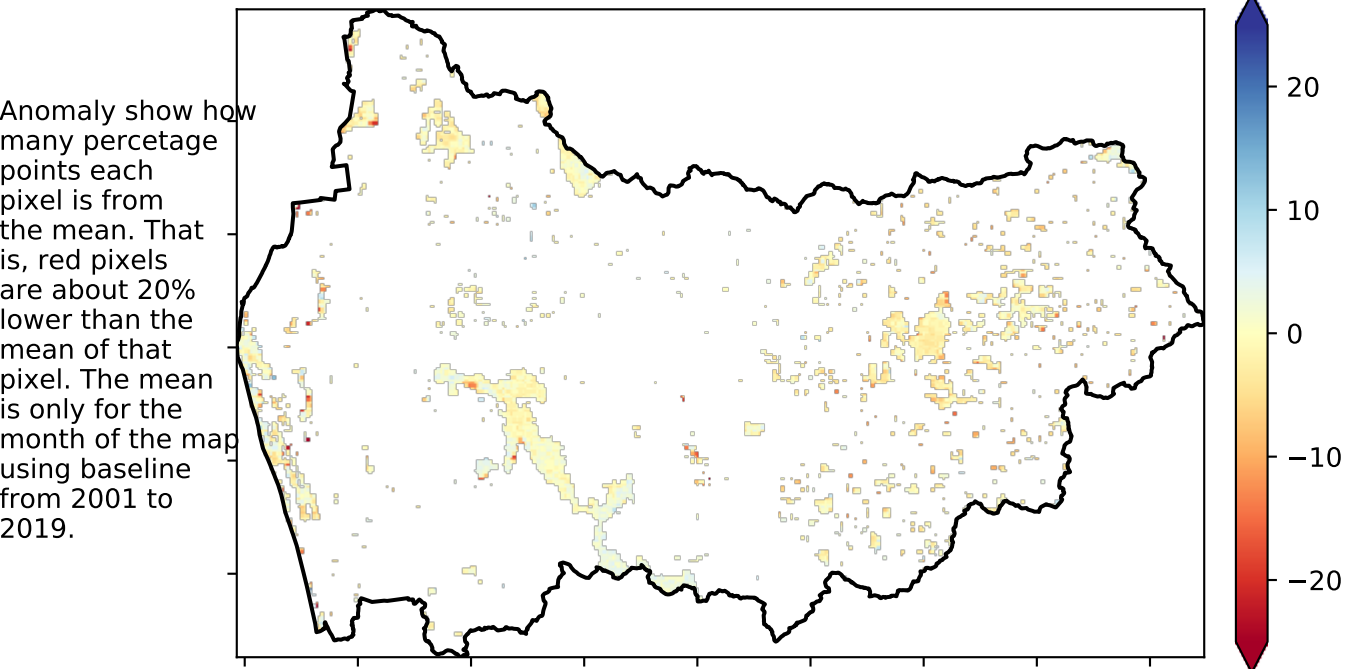 Anomaly show how
many percetage
points each
pixel is from
the mean. That
is, red pixels
are about 20%
lower than the
mean of that
pixel. The mean
is only for the
month of the map
using baseline
from 2001 to
2019.
20
10
0
−10
−20